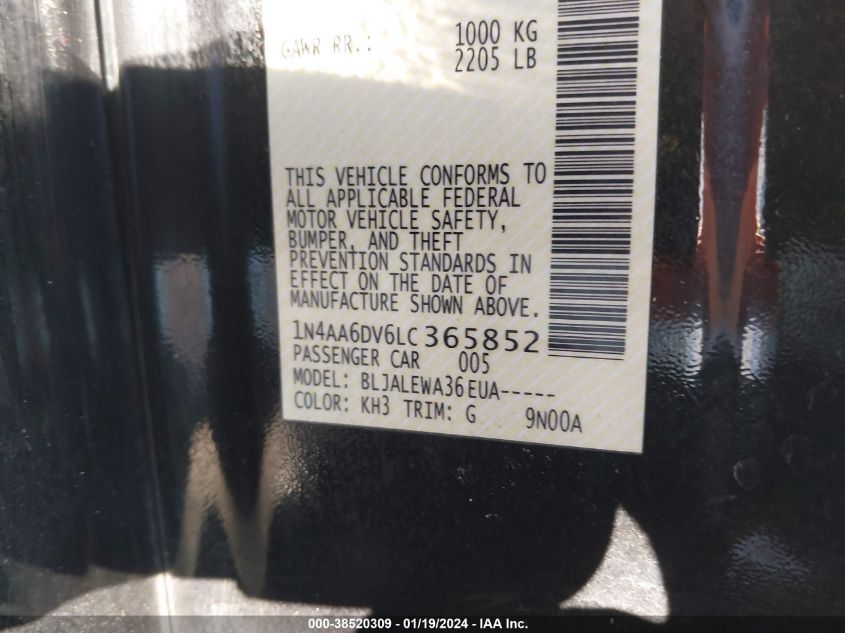 GAWR RR.: 1000 KG
2205 LB
THIS VEHICLE CONFORMS TO
ALL APPLICABLE FEDERAL
MOTOR VEHICLE SAFETY,
BUMPER, AND THEFT
PREVENTION STANDARDS IN
EFFECT ON THE DATE OF
MANUFACTURE SHOWN ABOVE.
1N4AA6DV6LC365852
PASSENGER CAR 005
MODEL: BLJALEWA36EUA-----
COLOR: KH3 TRIM: G 9N00A
000-38520309 - 01/19/2024 - IAA Inc.